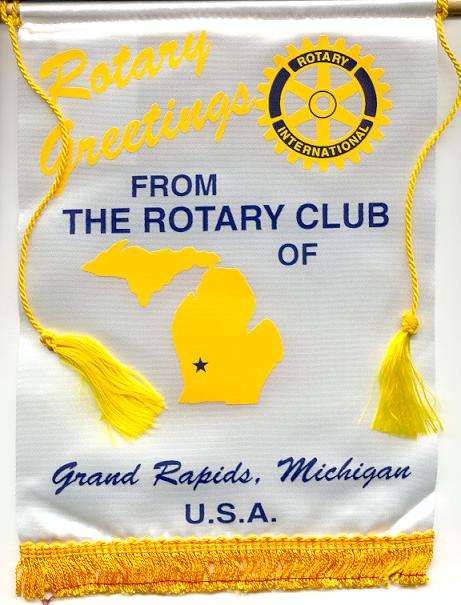 Rotary
Greetings
ROTARY
INTERNATIONAL
FROM
THE ROTARY CLUB
OF
Grand Rapids, Michigan
U.S.A.